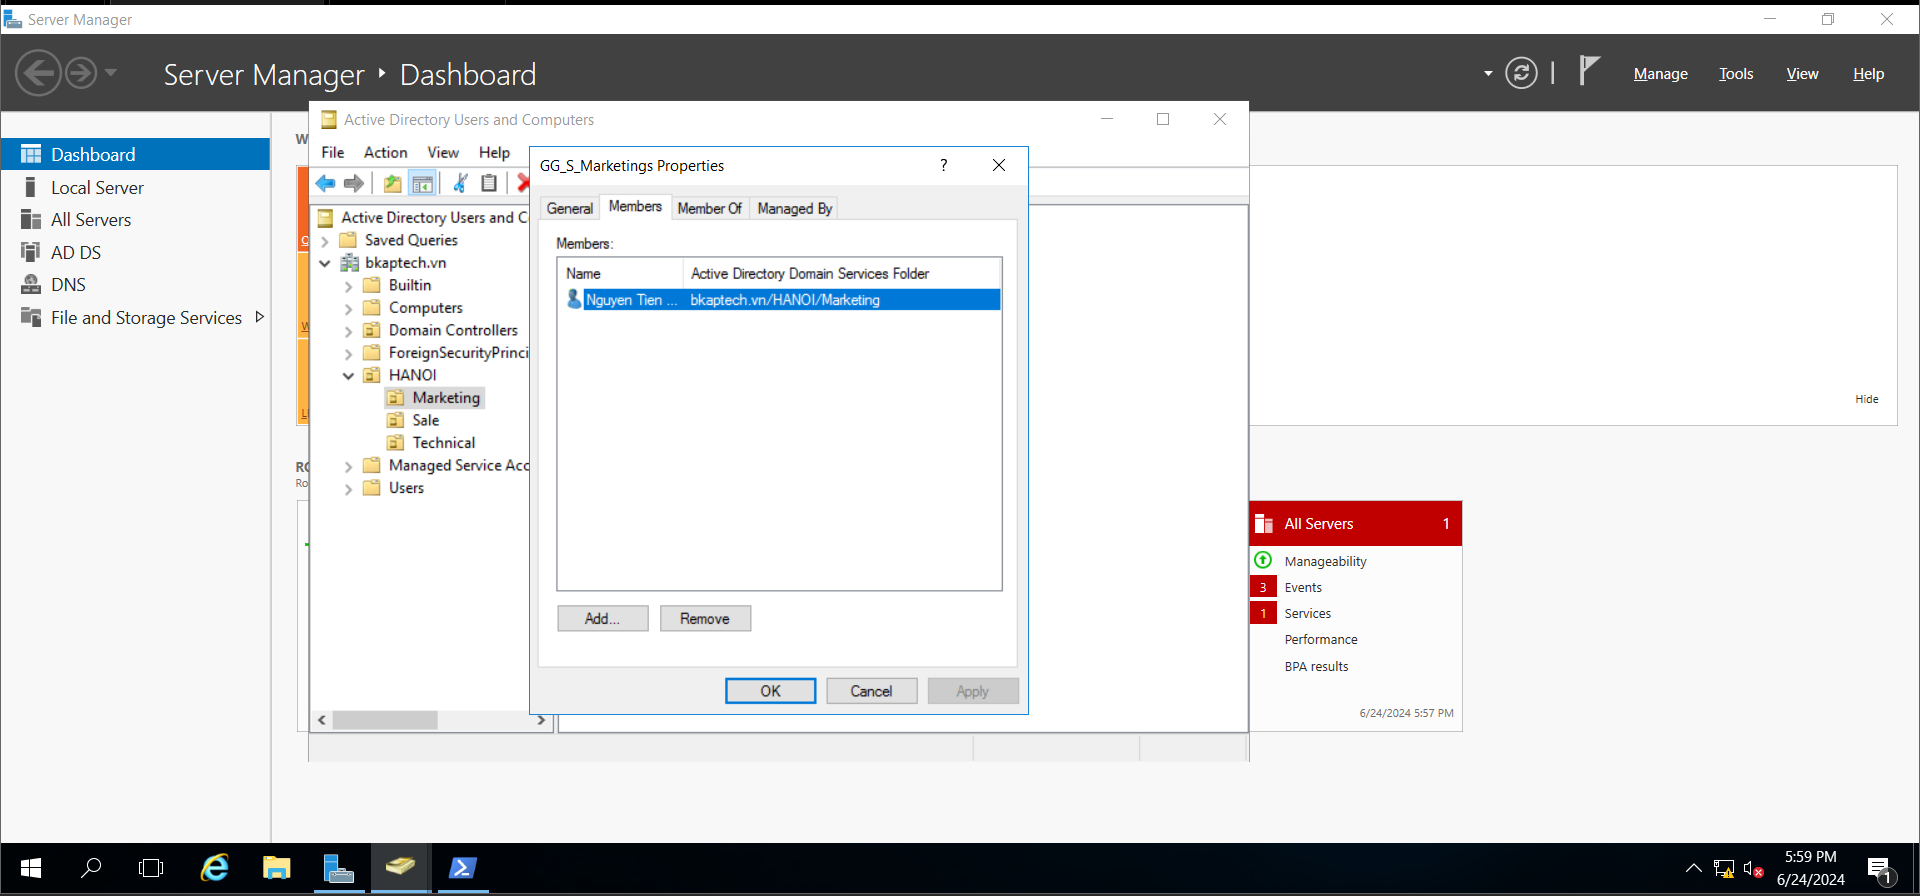 Server Manager
Server Manager ‣ Dashboard
Manage
Tools
View
Help
Dashboard
Local Server
All Servers
AD DS
DNS
File and Storage Services
Active Directory Users and Computers
File
Action
View
Help
Active Directory Users and C
Saved Queries
bkaptech.vn
Builtin
Computers
Domain Controllers
ForeignSecurityPrinci
HANOI
Marketing
Sale
Technical
Managed Service Acc
Users
GG_S_Marketings Properties
?
General
Members
Member Of
Managed By
Members:
Name
Active Directory Domain Services Folder
Nguyen Tien ...
bkaptech.vn/HANOI/Marketing
Add...
Remove
OK
Cancel
Apply
Hide
All Servers
1
Manageability
3 Events
1 Services
Performance
BPA results
6/24/2024 5:57 PM
5:59 PM
6/24/2024
1